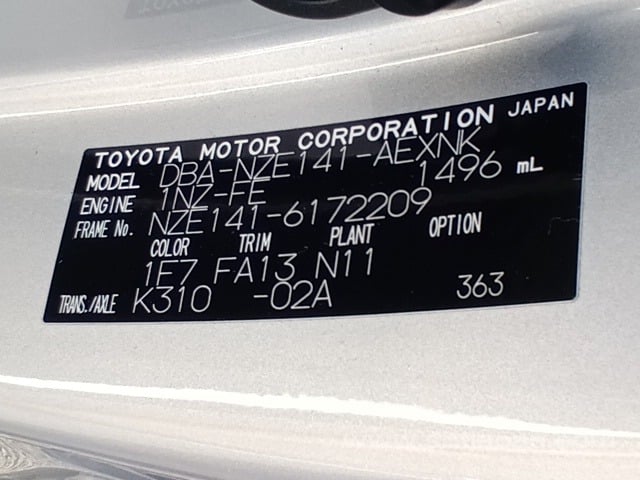 TOYOTA MOTOR CORPORATION JAPAN
MODEL DBA-NZE141-AEXNK
ENGINE 1NZ-FE 1496 mL
FRAME No. NZE141-6172209
COLOR TRIM PLANT OPTION
1E7 FA13 N11
TRANS./AXLE K310 -02A 363